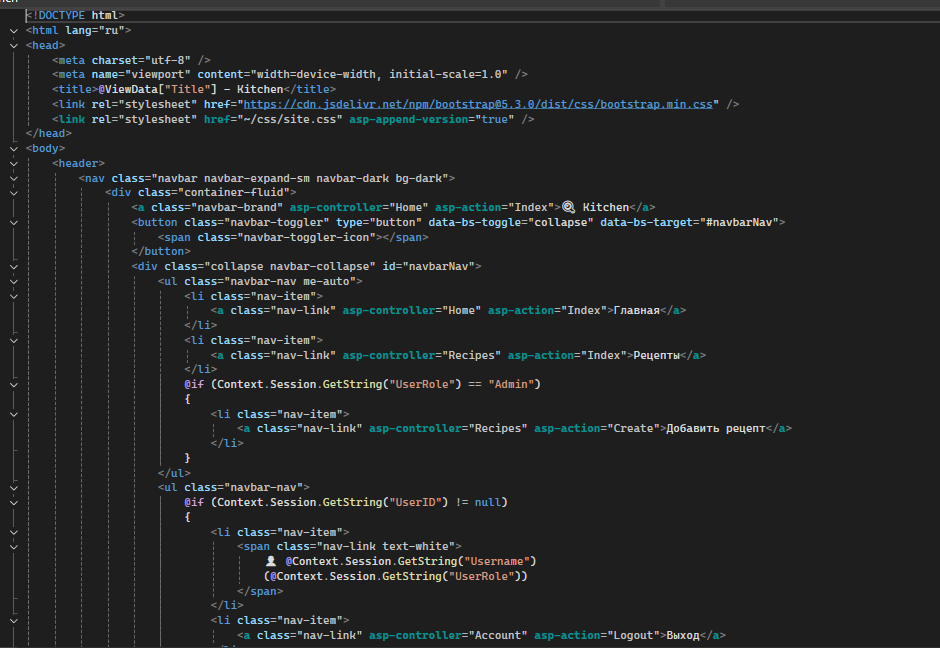 <!DOCTYPE html>
<html lang="ru">
<head>
<meta charset="utf-8" />
<meta name="viewport" content="width=device-width, initial-scale=1.0" />
<title>@ViewData["Title"] - Kitchen</title>
<link rel="stylesheet" href="https://cdn.jsdelivr.net/npm/bootstrap@5.3.0/dist/css/bootstrap.min.css" />
<link rel="stylesheet" href="~/css/site.css" asp-append-version="true" />
</head>
<body>
<header>
<nav class="navbar navbar-expand-sm navbar-dark bg-dark">
<div class="container-fluid">
<a class="navbar-brand" asp-controller="Home" asp-action="Index">🔍 Kitchen</a>
<button class="navbar-toggler" type="button" data-bs-toggle="collapse" data-bs-target="#navbarNav">
<span class="navbar-toggler-icon"></span>
</button>
<div class="collapse navbar-collapse" id="navbarNav">
<ul class="navbar-nav me-auto">
<li class="nav-item">
<a class="nav-link" asp-controller="Home" asp-action="Index">Главная</a>
</li>
<li class="nav-item">
<a class="nav-link" asp-controller="Recipes" asp-action="Index">Рецепты</a>
</li>
@if (Context.Session.GetString("UserRole") == "Admin")
{
<li class="nav-item">
<a class="nav-link" asp-controller="Recipes" asp-action="Create">Добавить рецепт</a>
</li>
}
</ul>
<ul class="navbar-nav">
@if (Context.Session.GetString("UserID") != null)
{
<li class="nav-item">
<span class="nav-link text-white">
👤 @Context.Session.GetString("Username")
(@Context.Session.GetString("UserRole"))
</span>
</li>
<li class="nav-item">
<a class="nav-link" asp-controller="Account" asp-action="Logout">Выход</a>